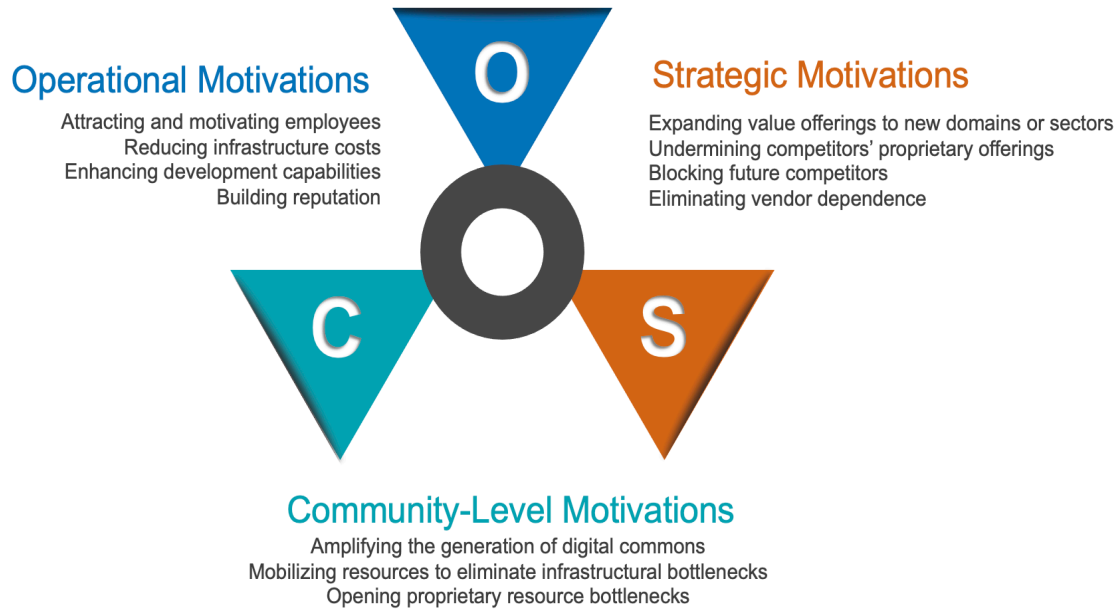 O
Operational Motivations
Attracting and motivating employees
Reducing infrastructure costs
Enhancing development capabilities
Building reputation
Strategic Motivations
Expanding value offerings to new domains or sectors
Undermining competitors’ proprietary offerings
Blocking future competitors
Eliminating vendor dependence
C
S
Community-Level Motivations
Amplifying the generation of digital commons
Mobilizing resources to eliminate infrastructural bottlenecks
Opening proprietary resource bottlenecks